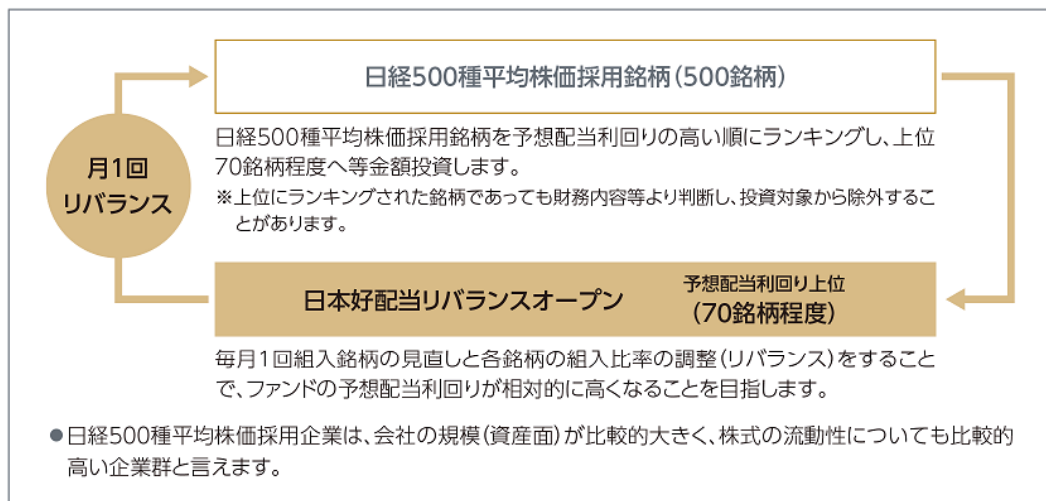 日経500種平均株価採用銘柄（500銘柄）
日経500種平均株価採用銘柄を予想配当利回りの高い順にランキングし、上位
70銘柄程度へ等金額投資します。
※上位にランキングされた銘柄であっても財務内容等より判断し、投資対象から除外するこ
とがあります。
月1回
リバランス
日本好配当リバランスオープン
予想配当利回り上位
（70銘柄程度）
毎月1回組入銘柄の見直しと各銘柄の組入比率の調整（リバランス）をすること
で、ファンドの予想配当利回りが相対的に高くなることを目指します。
●日経500種平均株価採用企業は、会社の規模（資産面）が比較的大きく、株式の流動性についても比較的
高い企業群と言えます。